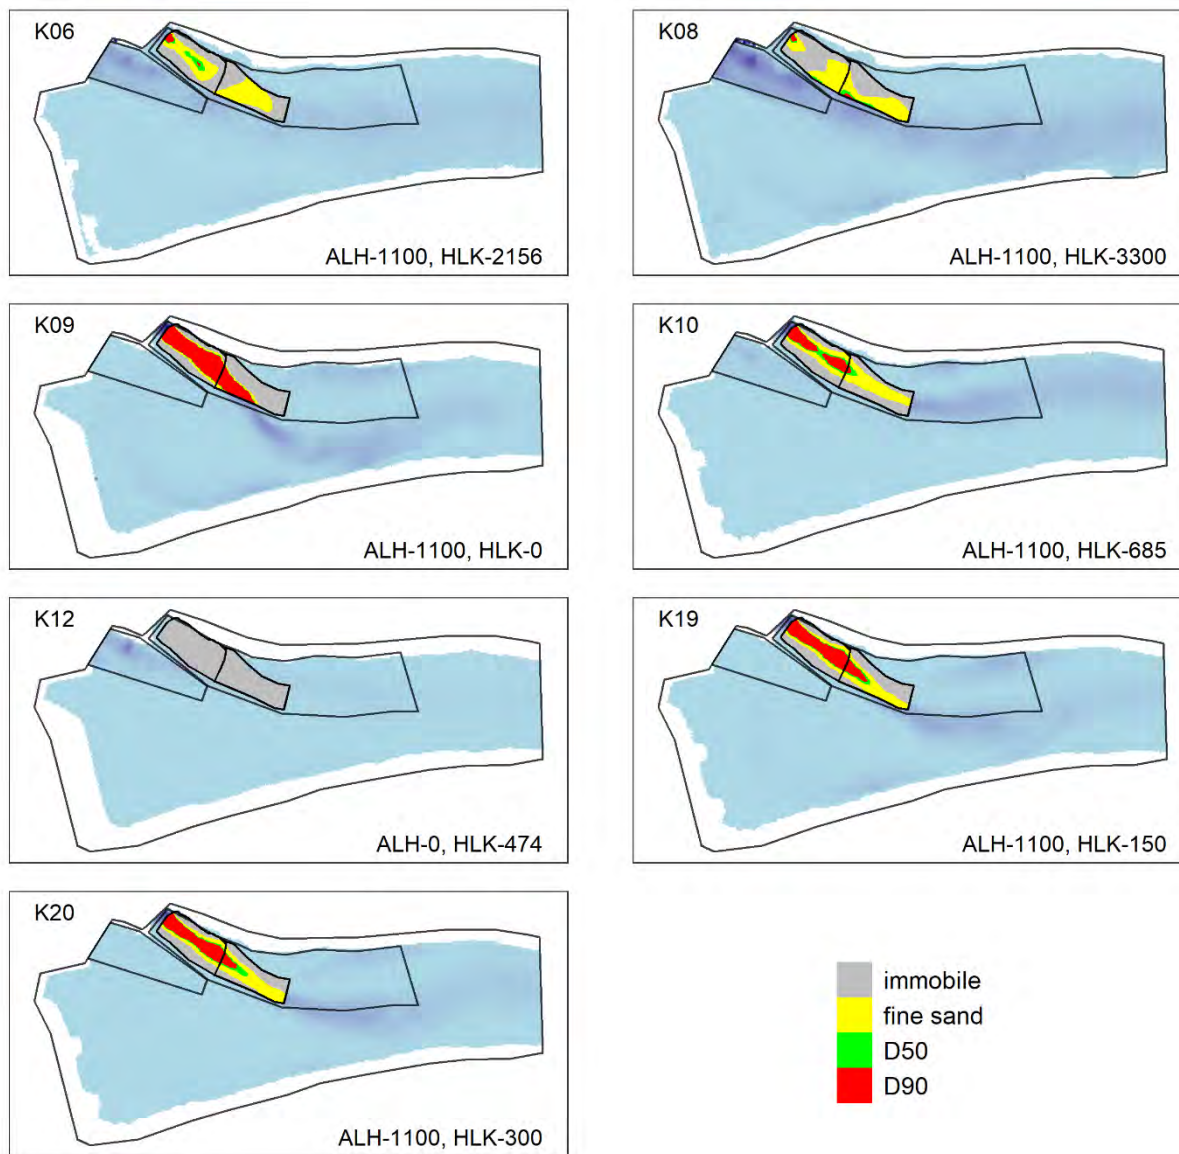 K06
ALH-1100, HLK-2156
K08
ALH-1100, HLK-3300
K09
ALH-1100, HLK-0
K10
ALH-1100, HLK-685
K12
ALH-0, HLK-474
K19
ALH-1100, HLK-150
K20
ALH-1100, HLK-300
immobile
fine sand
D50
D90